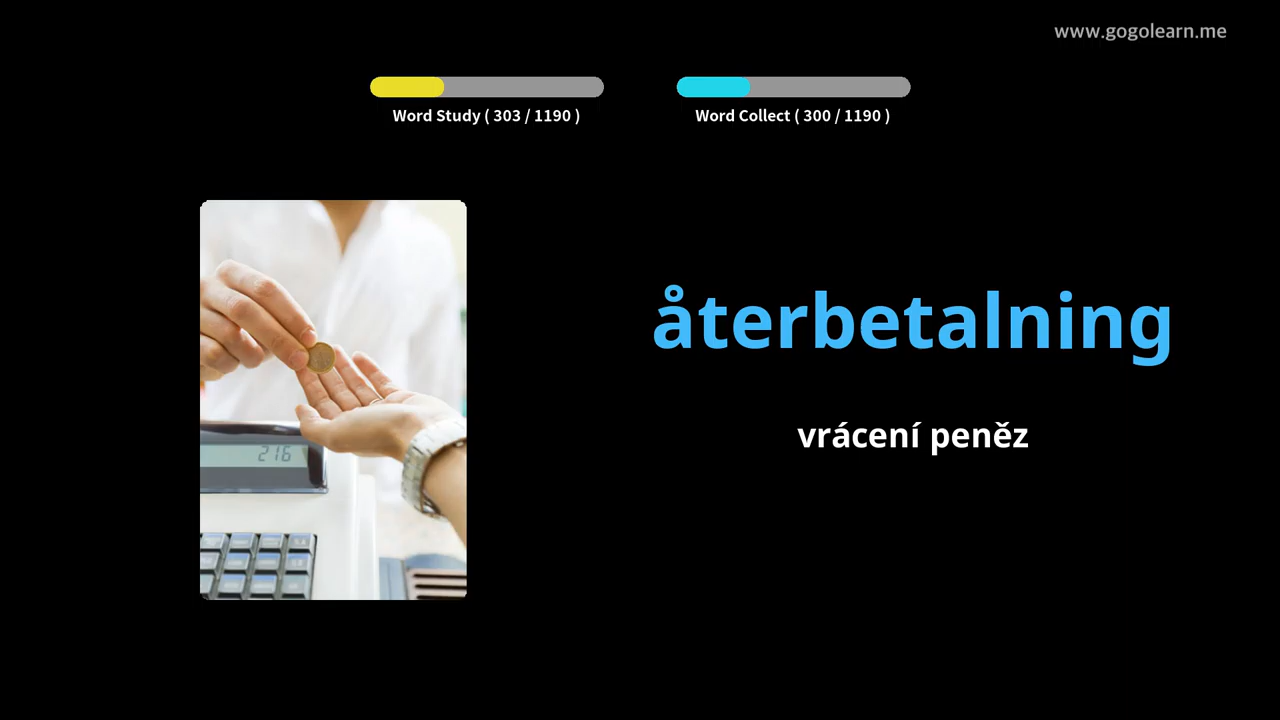 www.gogolearn.me
Word Study ( 303 / 1190 )
Word Collect ( 300 / 1190 )
återbetalning
vrácení peněz
216